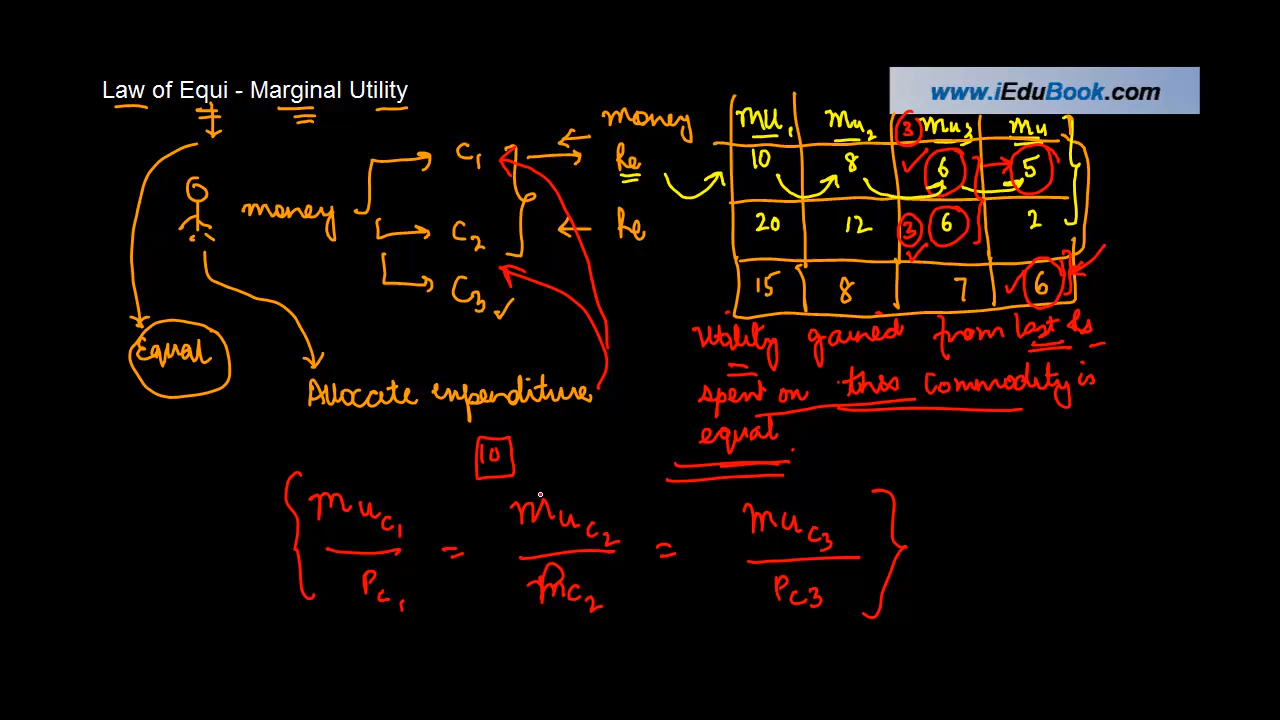 Law of Equi - Marginal Utility
www.iEduBook.com
money
C1
Re
money
C2
Re
C3
MU1 MU2 3 MU3 MU
10 8 6 5
20 12 3 6 2
15 8 7 6
Equal
Allocate expenditure
Utility gained from last Rs
spent on this commodity is
equal.
10
MUC1 = MUC2 = MUC3
PC1 C2 PC3